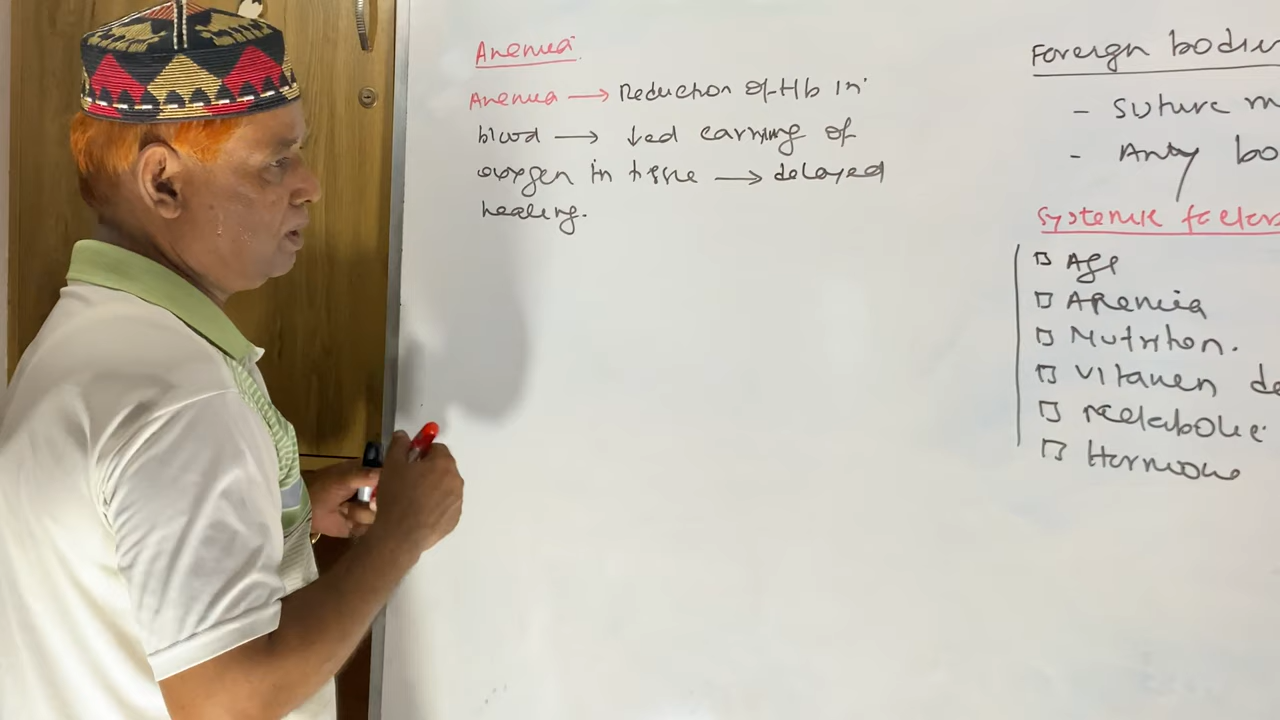 Anemia
Anemia → Reduction of Hb in
blood → ↓ed carrying of
oxygen in tissue → delayed
healing.
Foreign bodies
- Suture m
- Any bo
Systemic factors
□ Age
□ Anemia
□ Nutrition.
□ Vitamen de
□ Metabolic
□ Hormone